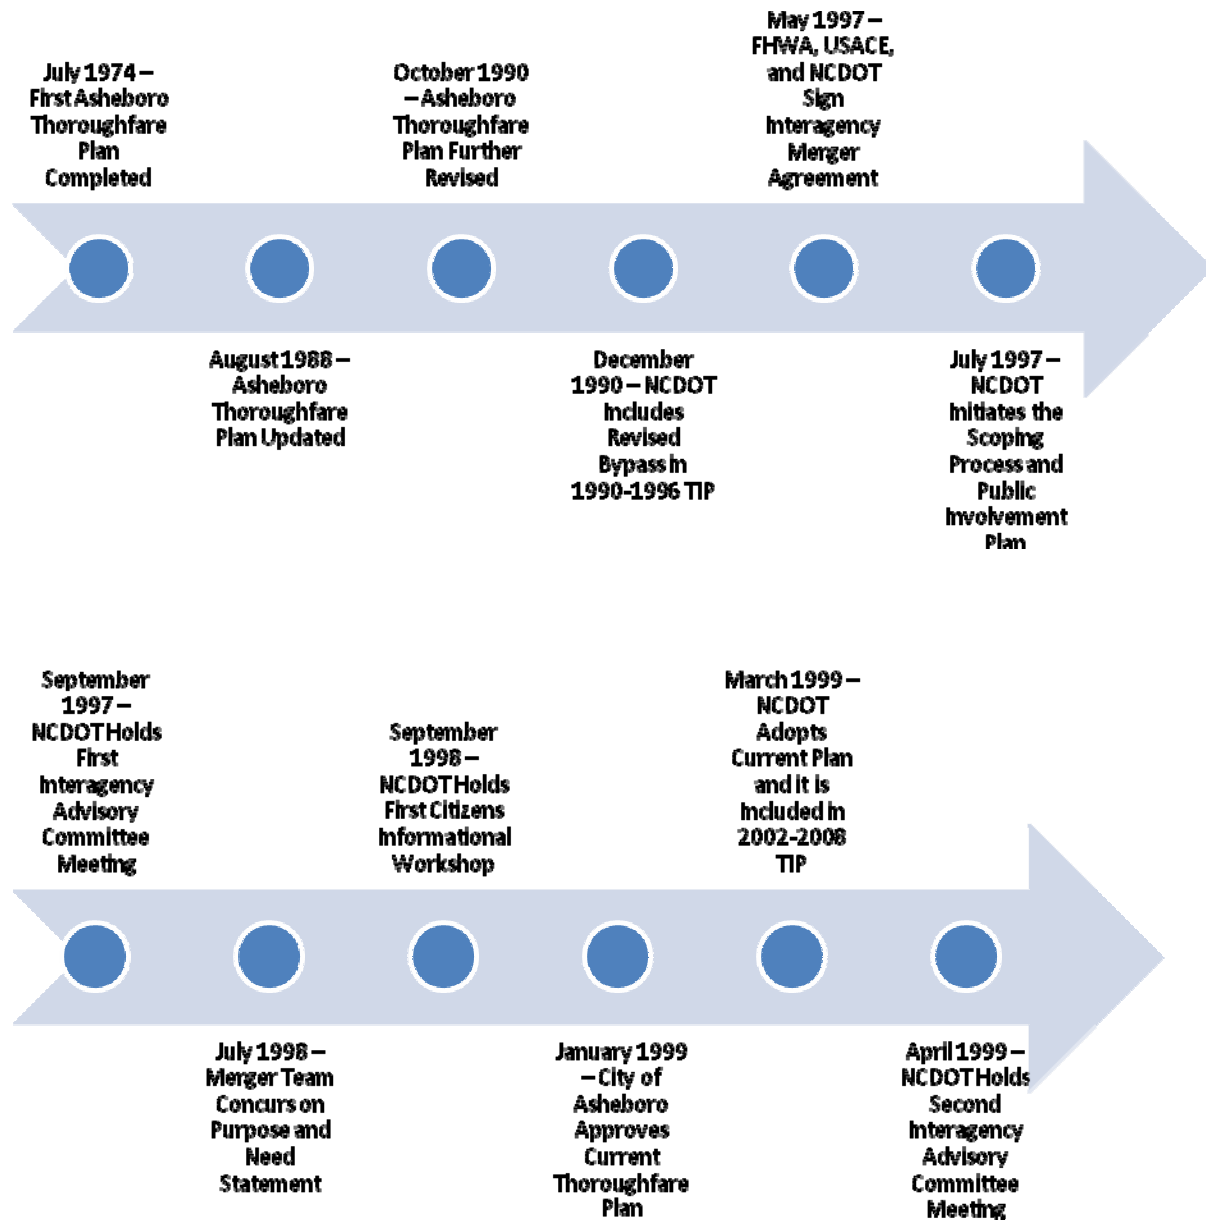 July 1974 –
First Asheboro
Thoroughfare
Plan
Completed
August 1988 –
Asheboro
Thoroughfare
Plan Updated
October 1990
– Asheboro
Thoroughfare
Plan Further
Revised
December
1990 – NCDOT
Includes
Revised
Bypass in
1990-1996 TIP
May 1997 –
FHWA, USACE,
and NCDOT
Sign
Interagency
Merger
Agreement
July 1997 –
NCDOT
Initiates the
Scoping
Process and
Public
Involvement
Plan
September
1997 –
NCDOT Holds
First
Interagency
Advisory
Committee
Meeting
July 1998 –
Merger Team
Concurs on
Purpose and
Need
Statement
September
1998 –
NCDOT Holds
First Citizens
Informational
Workshop
January 1999
– City of
Asheboro
Approves
Current
Thoroughfare
Plan
March 1999 –
NCDOT
Adopts
Current Plan
and it is
Included in
2002-2008
TIP
April 1999 –
NCDOT Holds
Second
Interagency
Advisory
Committee
Meeting